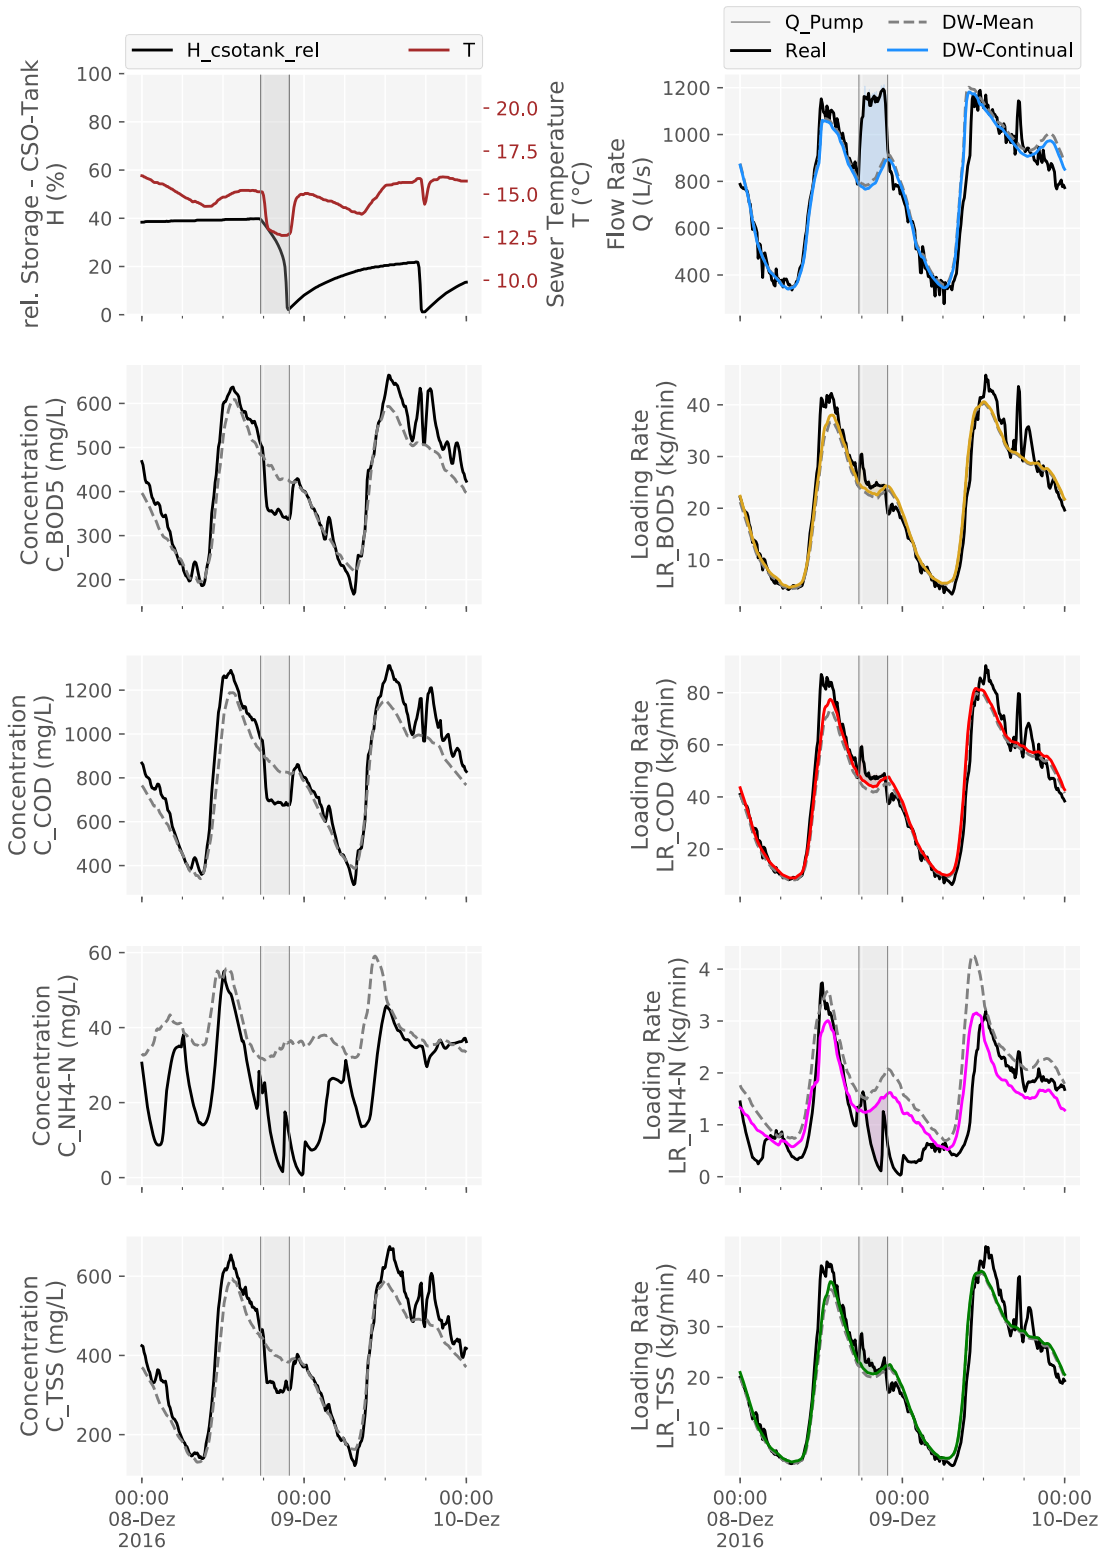 H_csotank_rel
T
Q_Pump
Real
DW-Mean
DW-Continual
rel. Storage - CSO-Tank
H (%)
100
80
60
40
20
0
20.0
17.5
15.0
12.5
10.0
Sewer Temperature
T (°C)
Flow Rate
Q (L/s)
1200
1000
800
600
400
Concentration
C_BOD5 (mg/L)
600
500
400
300
200
Loading Rate
LR_BOD5 (kg/min)
40
30
20
10
Concentration
C_COD (mg/L)
1200
1000
800
600
400
Loading Rate
LR_COD (kg/min)
80
60
40
20
Concentration
C_NH4-N (mg/L)
60
40
20
0
Loading Rate
LR_NH4-N (kg/min)
4
3
2
1
0
Concentration
C_TSS (mg/L)
600
400
200
Loading Rate
LR_TSS (kg/min)
40
30
20
10
00:00
08-Dez
2016
00:00
09-Dez
00:00
10-Dez
00:00
08-Dez
2016
00:00
09-Dez
00:00
10-Dez